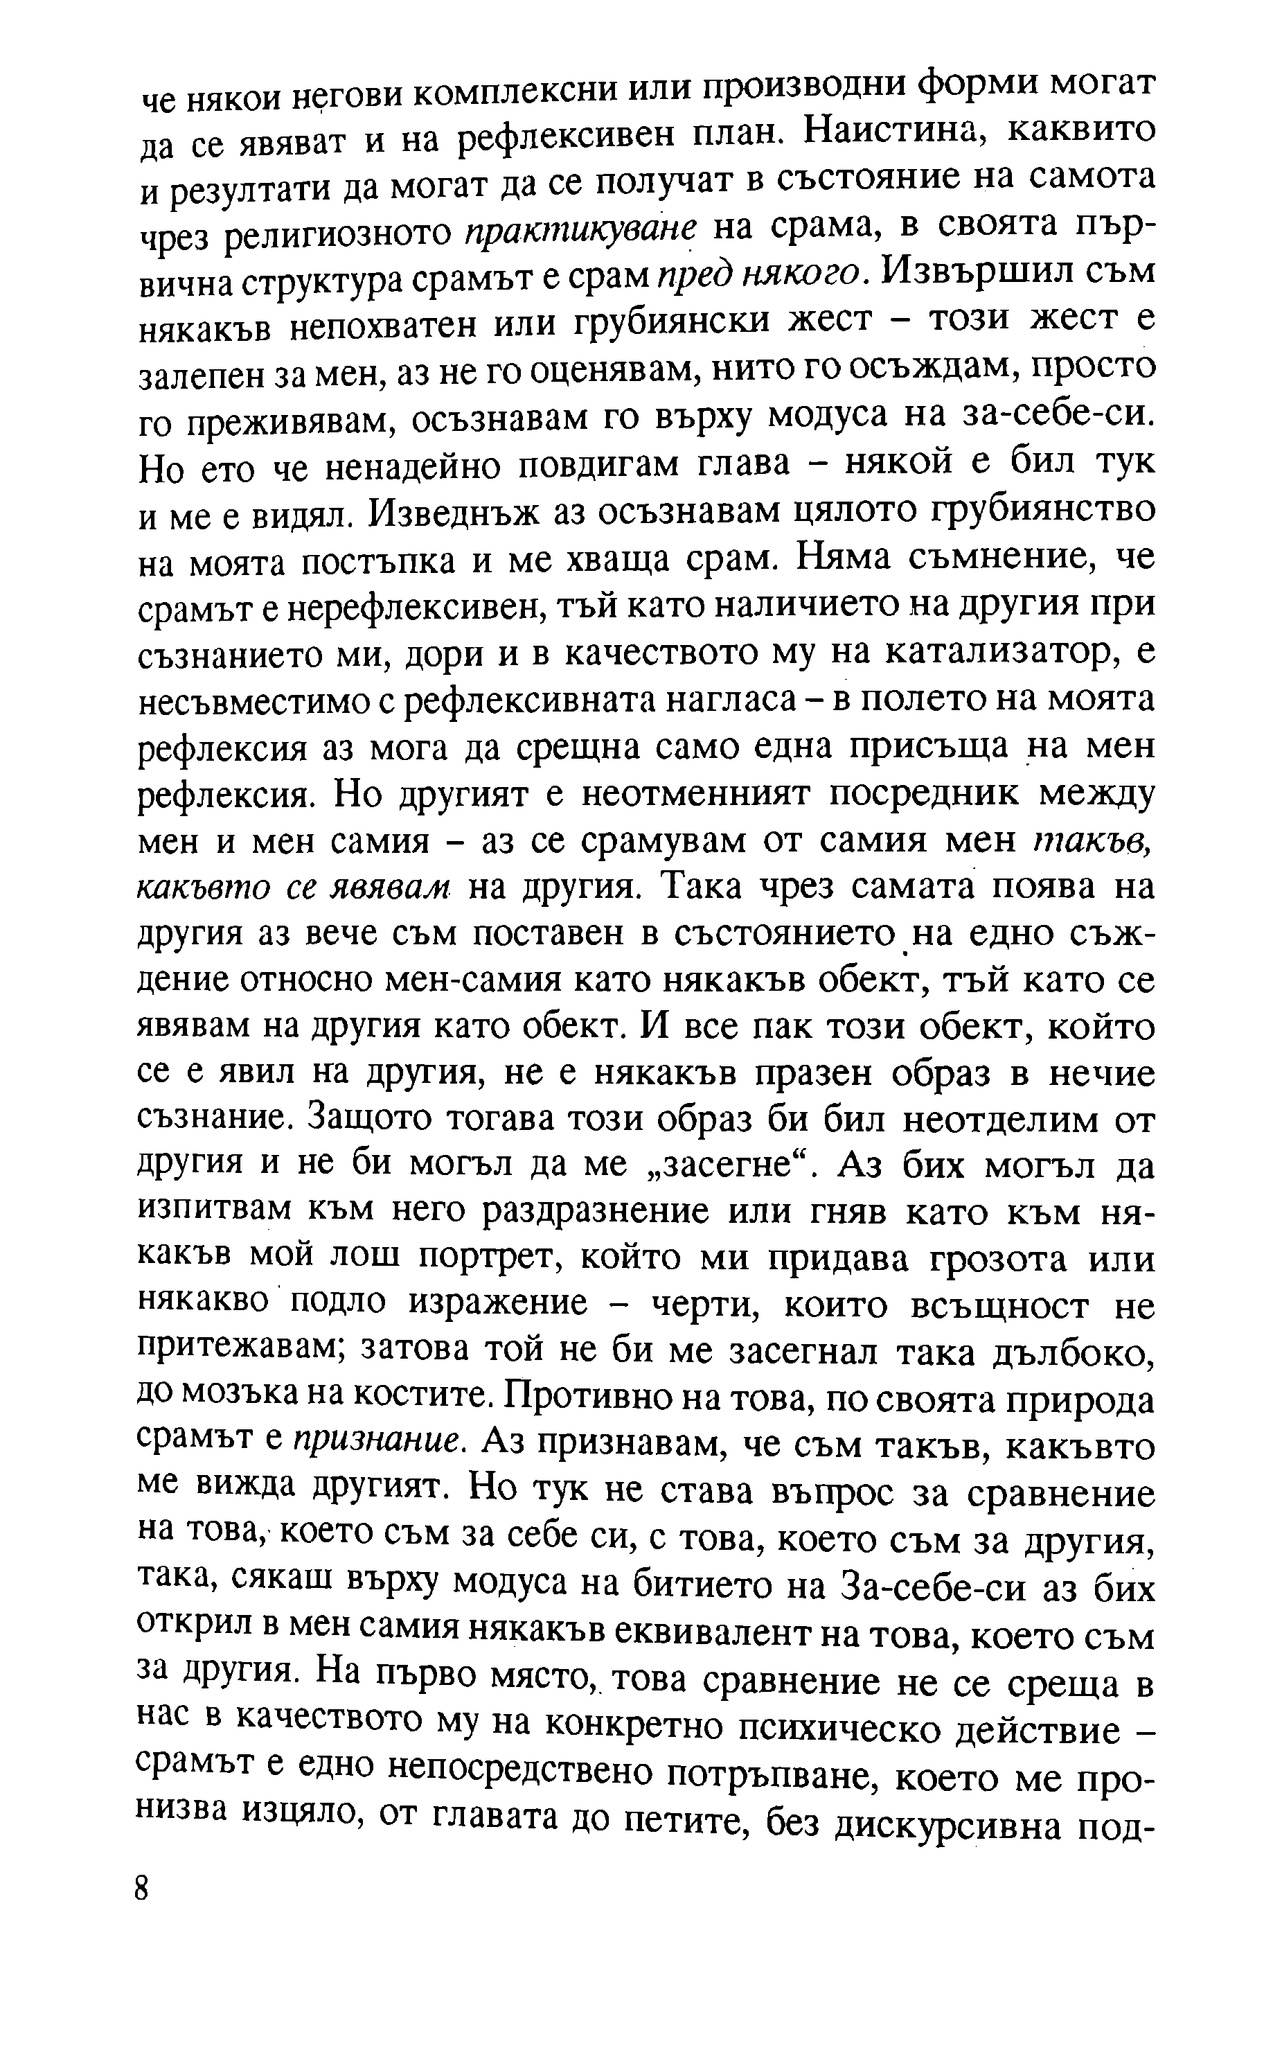 че някои негови комплексни или производни форми могат
да се явяват и на рефлексивен план. Наистина, каквито
и резултати да могат да се получат в състояние на самота
чрез религиозното практикуване на срама, в своята пър-
вична структура срамът е срам пред някого. Извършил съм
някакъв непохватен или грубиянски жест – този жест е
залепен за мен, аз не го оценявам, нито го осъждам, просто
го преживявам, осъзнавам го върху модуса на за-себе-си.
Но ето че ненадейно повдигам глава – някой е бил тук
и ме е видял. Изведнъж аз осъзнавам цялото грубиянство
на моята постъпка и ме хваща срам. Няма съмнение, че
срамът е нерефлексивен, тъй като наличието на другия при
съзнанието ми, дори и в качеството му на катализатор, е
несъвместимо с рефлексивната нагласа – в полето на моята
рефлексия аз мога да срещна само една присъща на мен
рефлексия. Но другият е неотменният посредник между
мен и мен самия – аз се срамувам от самия мен такъв,
какъвто се явявам на другия. Така чрез самата поява на
другия аз вече съм поставен в състоянието на едно съж-
дение относно мен-самия като някакъв обект, тъй като се
явявам на другия като обект. И все пак този обект, който
се е явил на другия, не е някакъв празен образ в нечие
съзнание. Защото тогава този образ би бил неотделим от
другия и не би могъл да ме „засегне“. Аз бих могъл да
изпитвам към него раздразнение или гняв като към ня-
какъв мой лош портрет, който ми придава грозота или
някакво подло изражение – черти, които всъщност не
притежавам; затова той не би ме засегнал така дълбоко,
до мозъка на костите. Противно на това, по своята природа
срамът е признание. Аз признавам, че съм такъв, какъвто
ме вижда другият. Но тук не става въпрос за сравнение
на това, което съм за себе си, с това, което съм за другия,
така, сякаш върху модуса на битието на За-себе-си аз бих
открил в мен самия някакъв еквивалент на това, което съм
за другия. На първо място, това сравнение не се среща в
нас в качеството му на конкретно психическо действие –
срамът е едно непосредствено потръпване, което ме про-
низва изцяло, от главата до петите, без дискурсивна под-
8